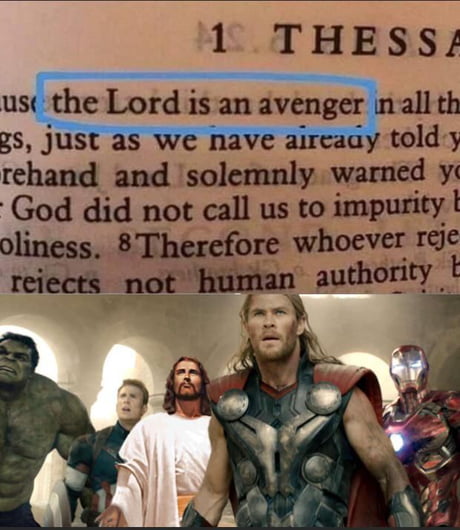 1 THESSA
the Lord is an avenger in all th
gs, just as we have already told y
rehand and solemnly warned yo
God did not call us to impurity b
oliness. 8 Therefore whoever reje
rejects not human authority b